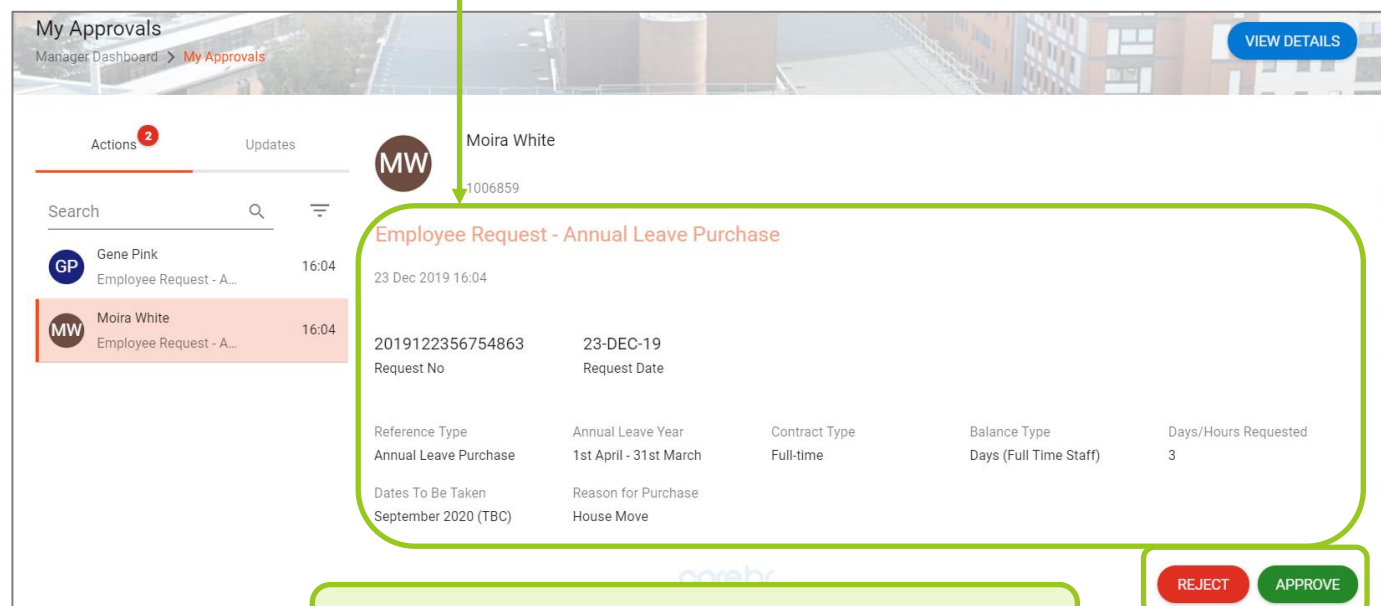 My Approvals
Manager Dashboard > My Approvals
VIEW DETAILS
Actions 2 Updates
Search
GP Gene Pink 16:04
Employee Request - A...
MW Moira White 16:04
Employee Request - A...
MW Moira White
1006859
Employee Request - Annual Leave Purchase
23 Dec 2019 16:04
2019122356754863 23-DEC-19
Request No Request Date
Reference Type Annual Leave Year Contract Type Balance Type Days/Hours Requested
Annual Leave Purchase 1st April - 31st March Full-time Days (Full Time Staff) 3
Dates To Be Taken Reason for Purchase
September 2020 (TBC) House Move
REJECT APPROVE